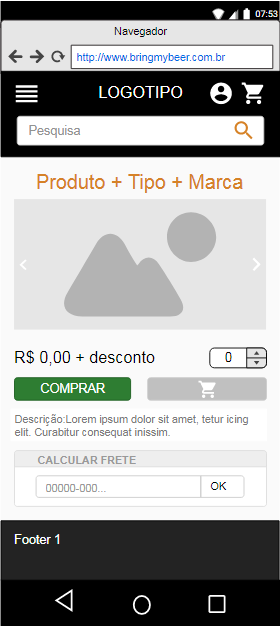 07:53
Navegador
http://www.bringmybeer.com.br
LOGOTIPO
Pesquisa
Produto + Tipo + Marca
R$ 0,00 + desconto
0
COMPRAR
Descrição:Lorem ipsum dolor sit amet, tetur icing
elit. Curabitur consequat inissim.
CALCULAR FRETE
00000-000...
OK
Footer 1